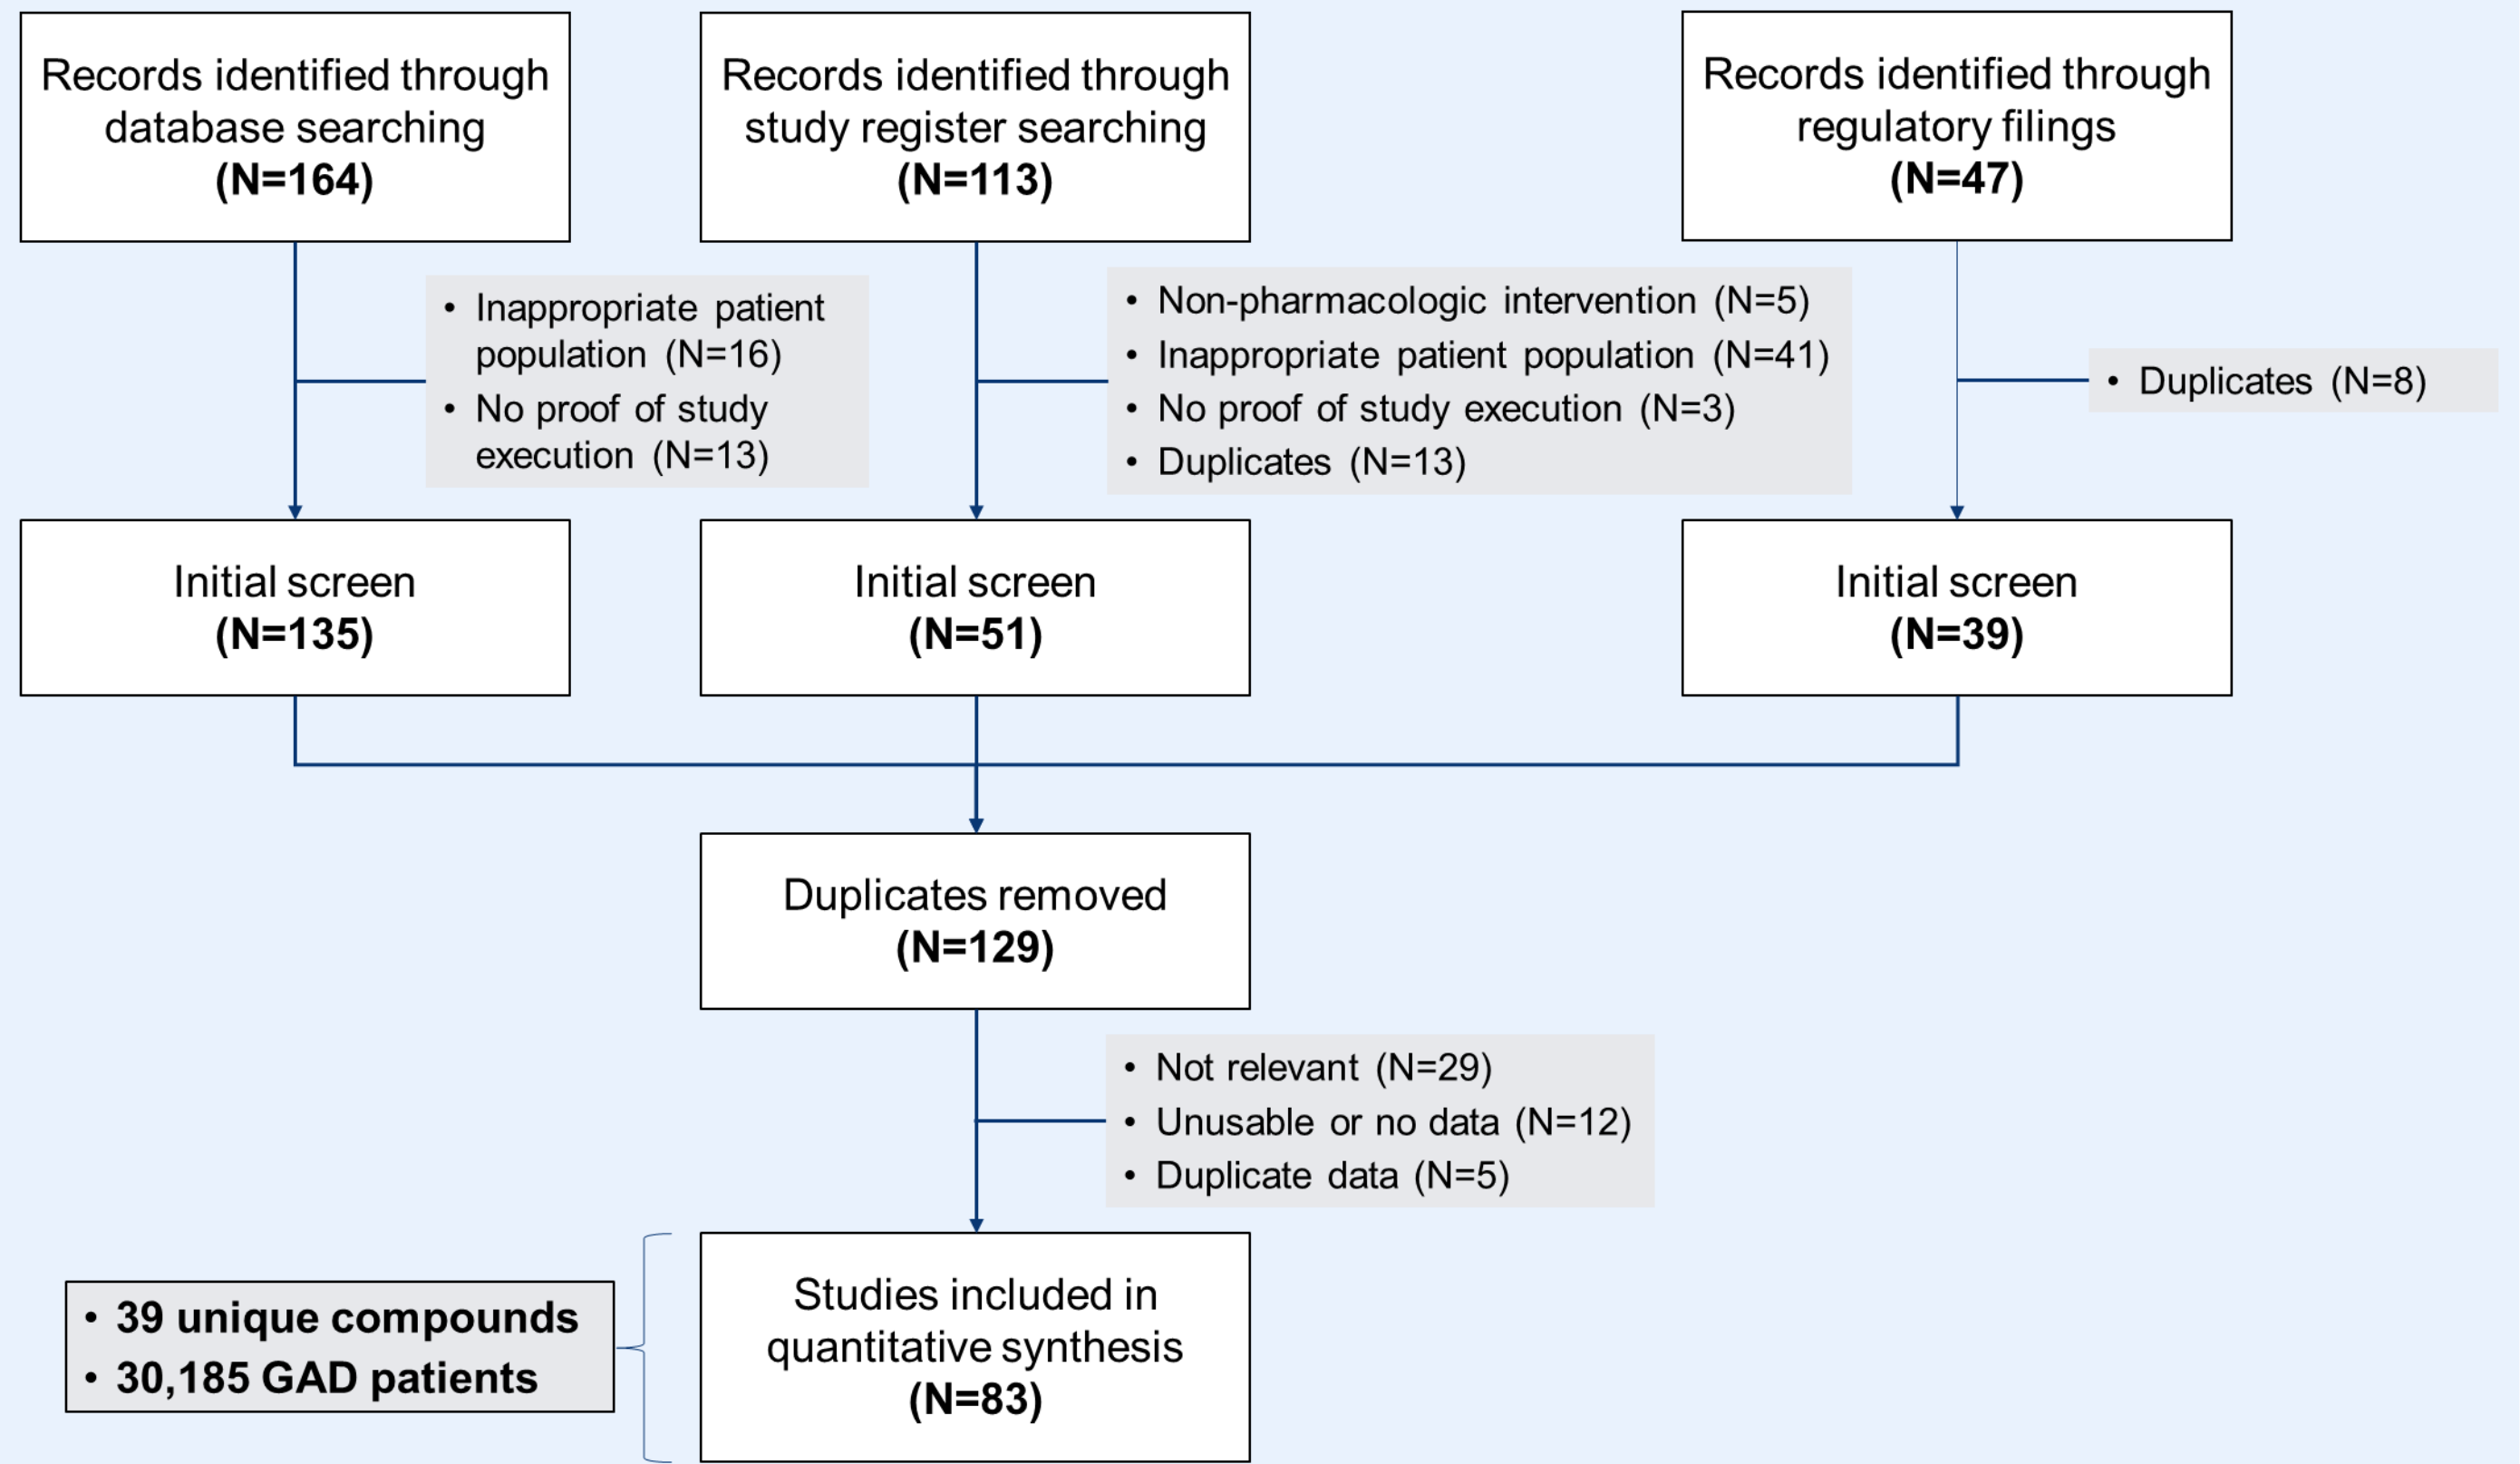 Records identified through
database searching
(N=164)
Records identified through
study register searching
(N=113)
Records identified through
regulatory filings
(N=47)
• Inappropriate patient
population (N=16)
• No proof of study
execution (N=13)
• Non-pharmacologic intervention (N=5)
• Inappropriate patient population (N=41)
• No proof of study execution (N=3)
• Duplicates (N=13)
• Duplicates (N=8)
Initial screen
(N=135)
Initial screen
(N=51)
Initial screen
(N=39)
Duplicates removed
(N=129)
• Not relevant (N=29)
• Unusable or no data (N=12)
• Duplicate data (N=5)
• 39 unique compounds
• 30,185 GAD patients
Studies included in
quantitative synthesis
(N=83)